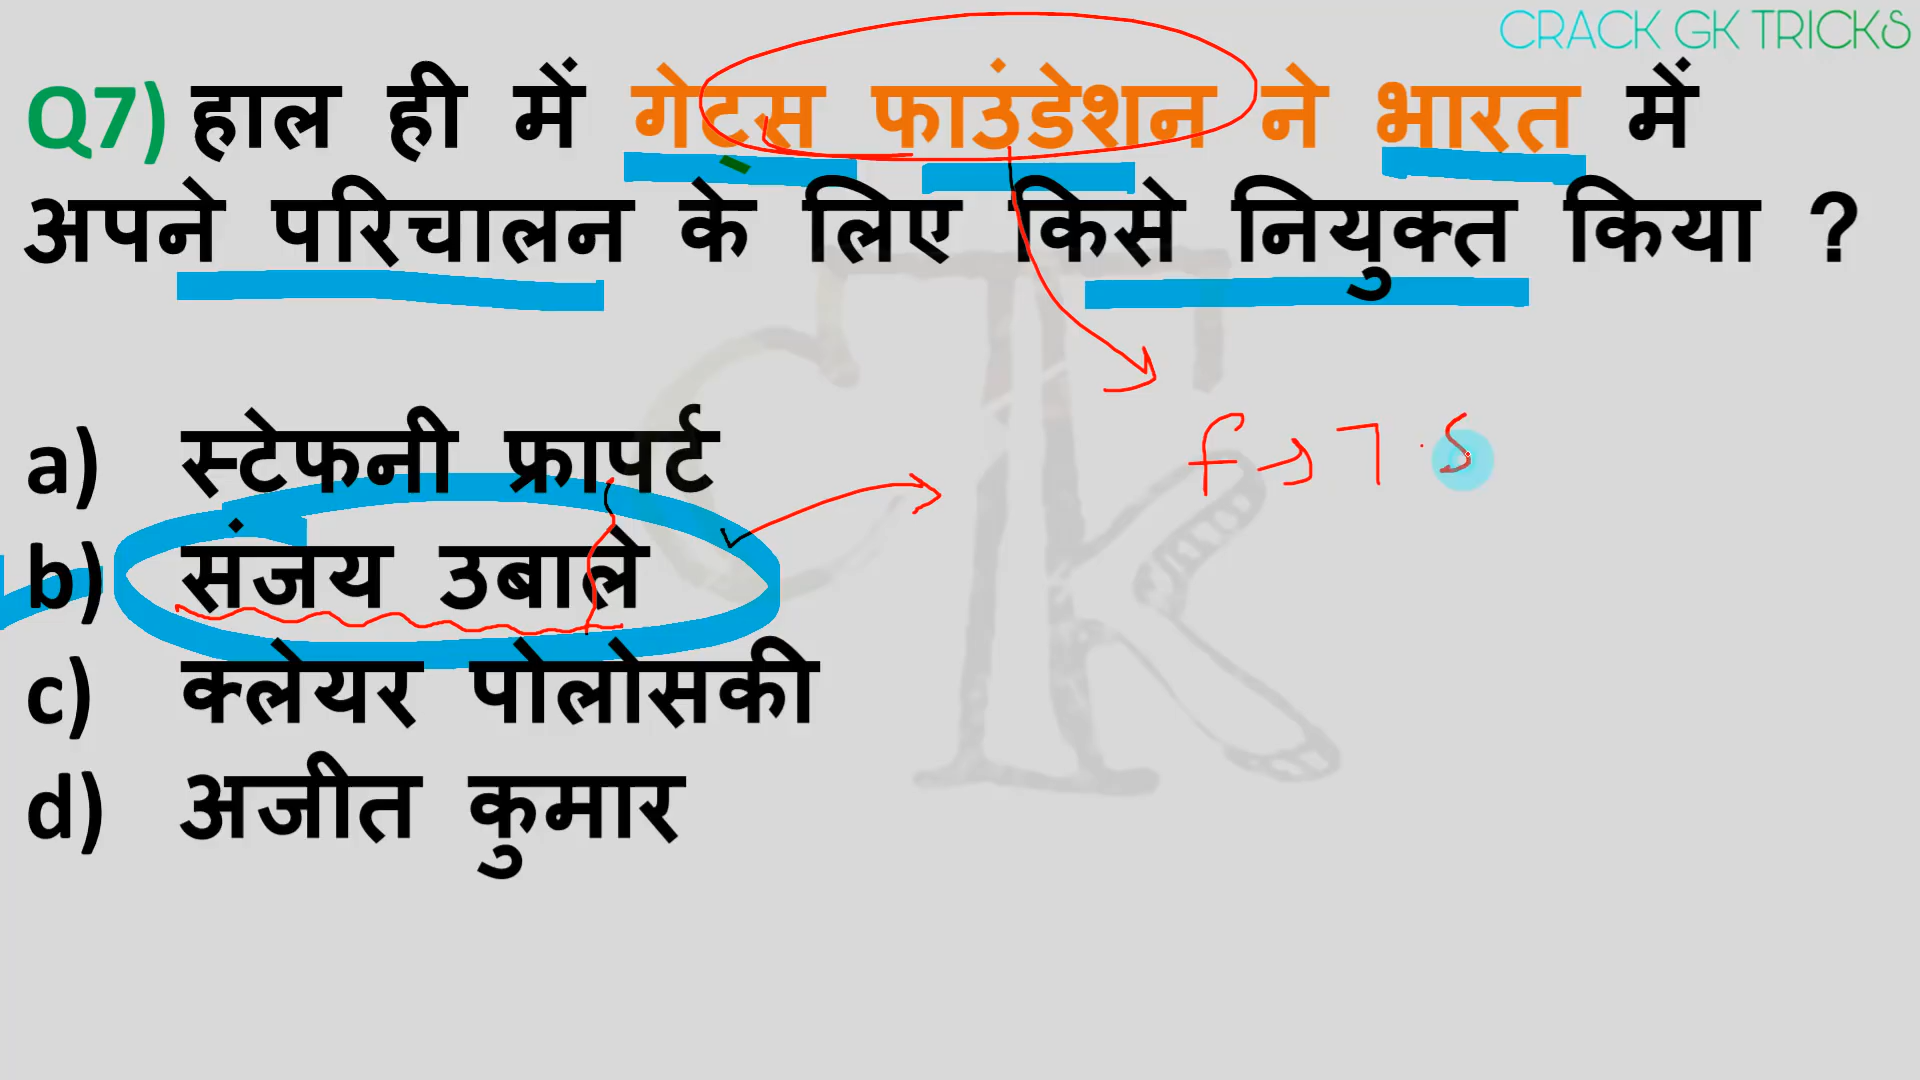 CRACK GK TRICKS
Q7) हाल ही में गेट्स फाउंडेशन ने भारत में
अपने परिचालन के लिए किसे नियुक्त किया ?
a) स्टेफनी फ्रापर्ट
b) संजय उबाले
c) क्लेयर पोलोसकी
d) अजीत कुमार